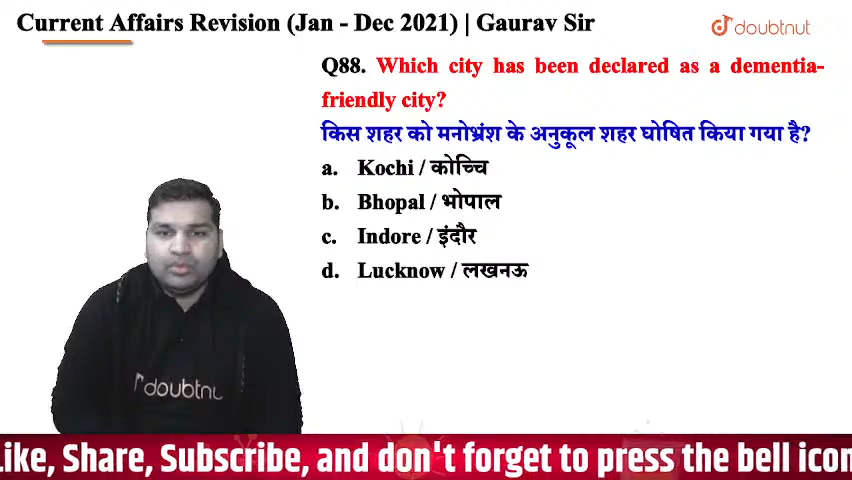 Current Affairs Revision (Jan - Dec 2021) | Gaurav Sir
doubtnut
Q88. Which city has been declared as a dementia-
friendly city?
किस शहर को मनोभ्रंश के अनुकूल शहर घोषित किया गया है?
a. Kochi / कोच्चि
b. Bhopal / भोपाल
c. Indore / इंदौर
d. Lucknow / लखनऊ
doubtnut
Like, Share, Subscribe, and don't forget to press the bell icon